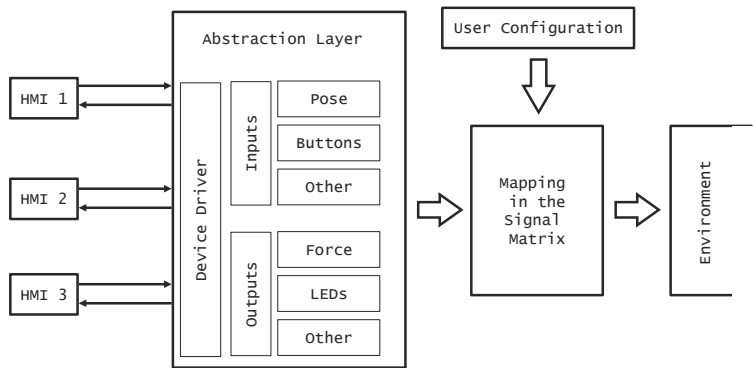 Abstraction Layer
User Configuration
HMI 1
HMI 2
HMI 3
Device Driver
Inputs
Pose
Buttons
Other
Outputs
Force
LEDs
Other
Mapping
in the
Signal
Matrix
Environment